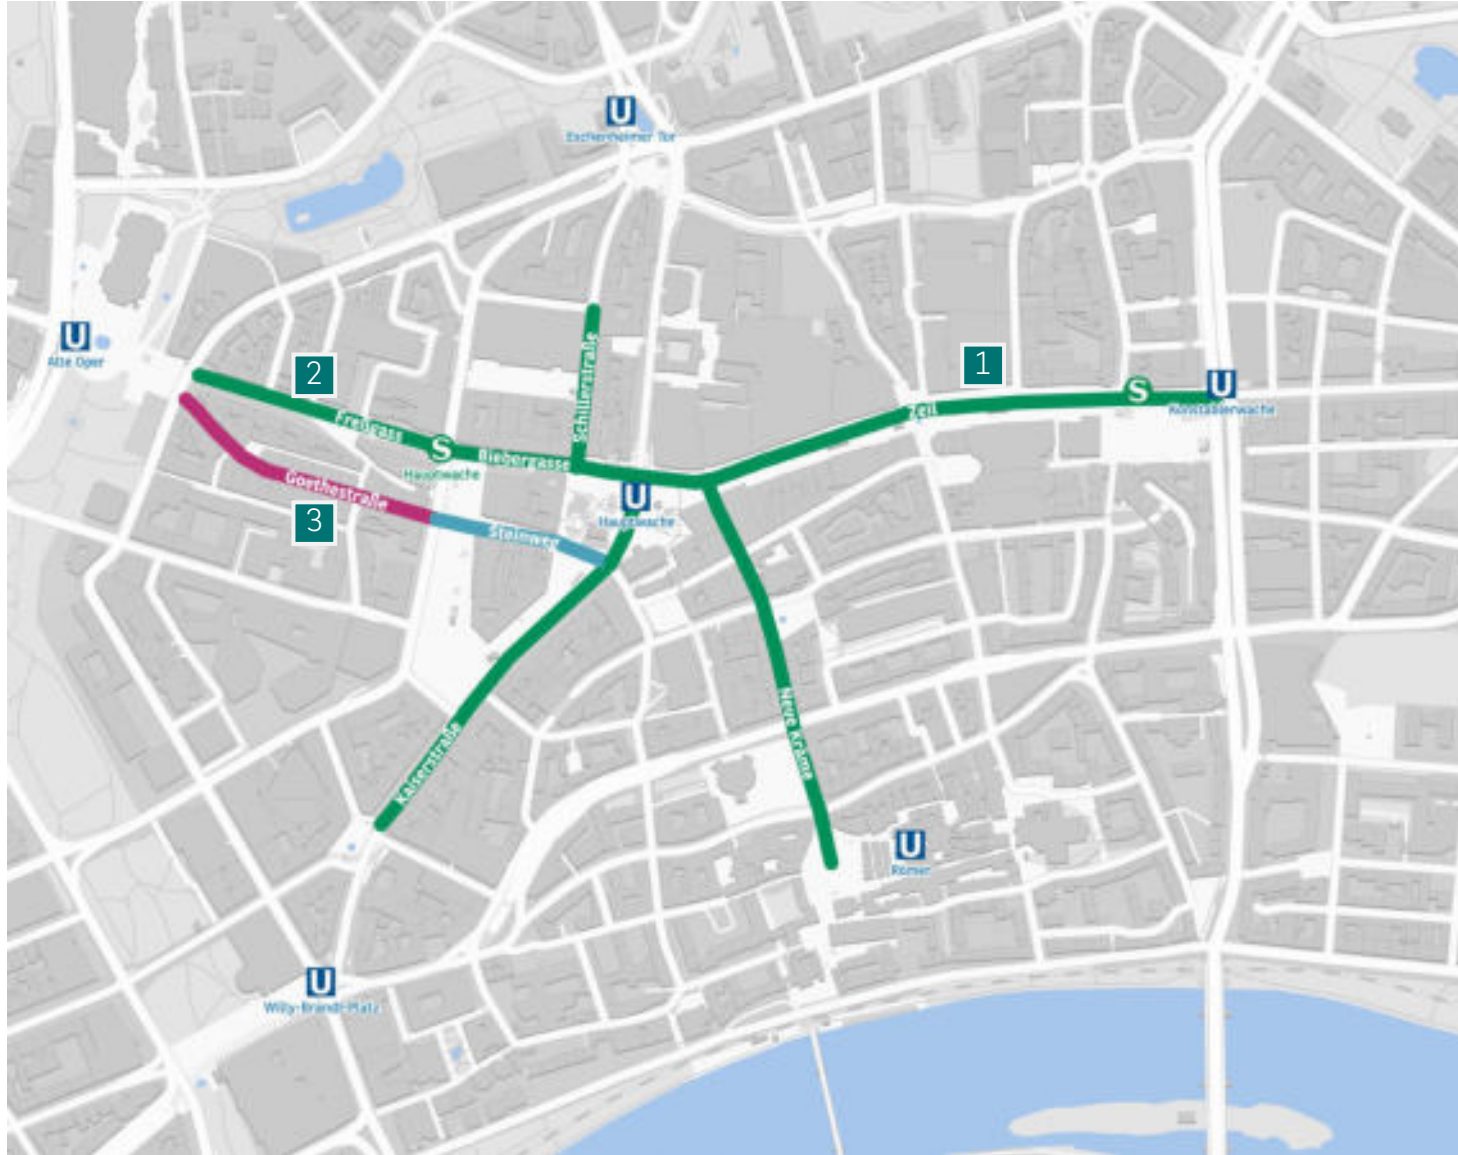 U
Eschenheimer Tor
U
Alte Oper
2
Freßgass
S
Hauptwache
Biebergasse
Schillerstraße
1
Zeil
S
U
Konstablerwache
U
Hauptwache
Goethestraße
3
Steinweg
Kaiserstraße
Neue Kräme
U
Römer
U
Willy-Brandt-Platz